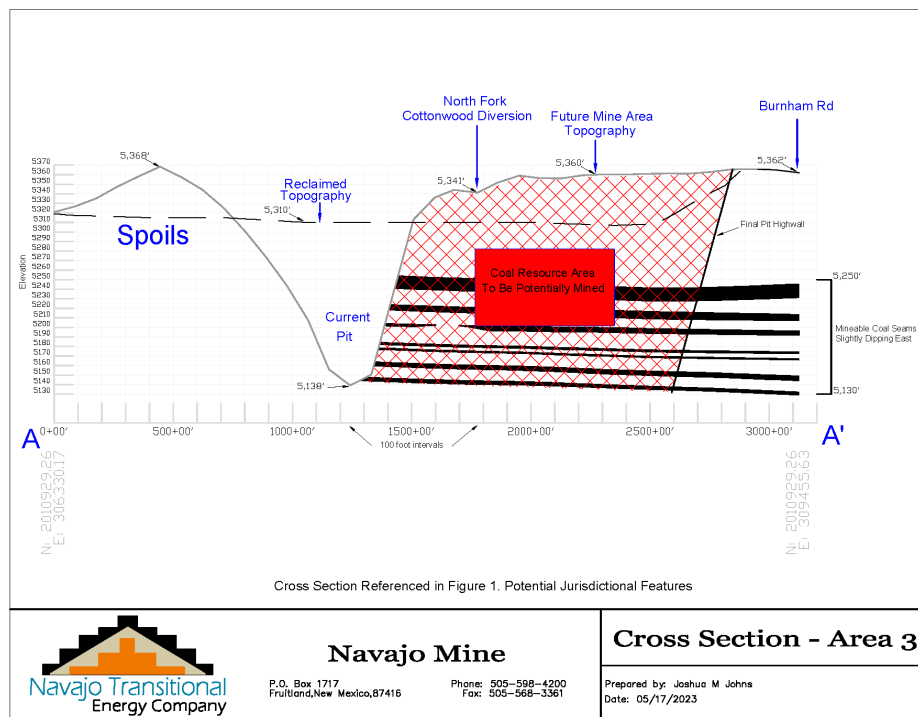 North Fork
Cottonwood Diversion
Future Mine Area
Topography
Burnham Rd
5,368'
5,341'
5,360'
5,362'
Reclaimed
Topography
5,310'
Spoils
Final Pit Highwall
Elevation
5370
5360
5350
5340
5330
5320
5310
5300
5290
5280
5270
5260
5250
5240
5230
5220
5210
5200
5190
5180
5170
5160
5150
5140
5130
Coal Resource Area
To Be Potentially Mined
5,250'
Current
Pit
Mineable Coal Seams
Slightly Dipping East
5,138'
5,130'
A
0+00'
500+00'
1000+00'
1500+00'
2000+00'
2500+00'
3000+00'
A'
100 foot intervals
N: 2010929.26
E: 306330.17
N: 2010929.26
E: 309455.63
Cross Section Referenced in Figure 1. Potential Jurisdictional Features
Navajo Transitional
Energy Company
Navajo Mine
P.O. Box 1717
Fruitland,New Mexico,87416
Phone: 505-598-4200
Fax: 505-568-3361
Cross Section - Area 3
Prepared by: Joshua M Johns
Date: 05/17/2023